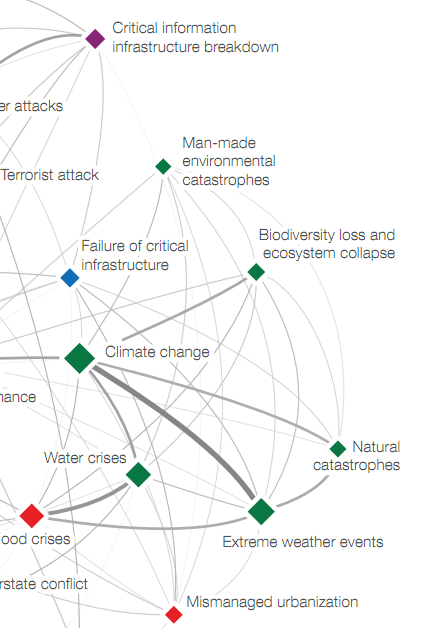 Critical information
infrastructure breakdown
er attacks
Man-made
environmental
catastrophes
Terrorist attack
Biodiversity loss and
ecosystem collapse
Failure of critical
infrastructure
Climate change
nance
Natural
catastrophes
Water crises
ood crises
Extreme weather events
rstate conflict
Mismanaged urbanization